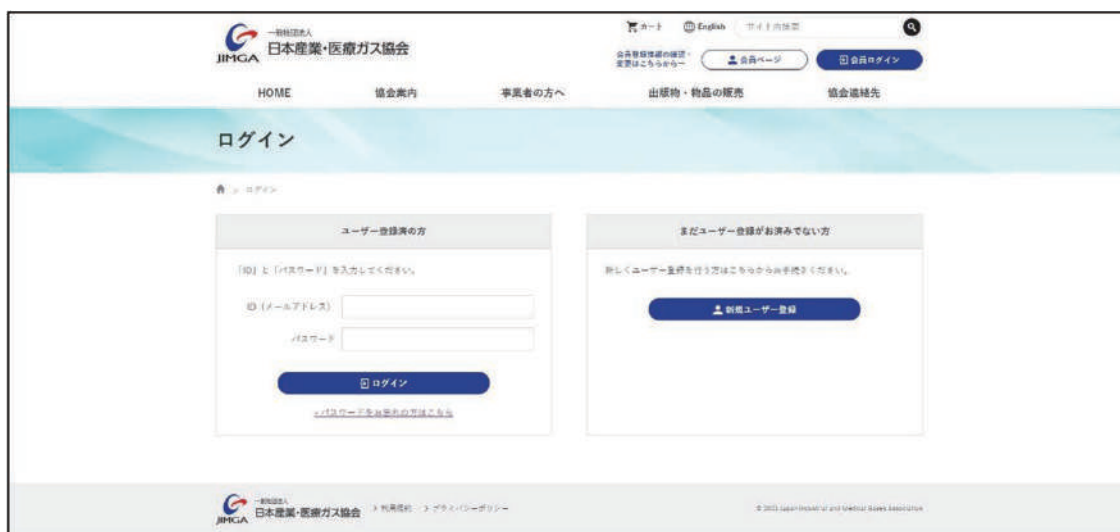 一般社団法人
日本産業・医療ガス協会
JIMGA
カート
English
サイト内検索
会員登録情報の確認・
変更はこちらから―
会員ページ
会員ログイン
HOME
協会案内
事業者の方へ
出版物・物品の販売
協会連絡先
ログイン
> ログイン
ユーザー登録済の方
「ID」と「パスワード」を入力してください。
ID（メールアドレス）
パスワード
ログイン
›パスワードをお忘れの方はこちら
まだユーザー登録がお済みでない方
新しくユーザー登録を行う方はこちらからお手続きください。
新規ユーザー登録
一般社団法人
日本産業・医療ガス協会
JIMGA
> 利用規約
> プライバシーポリシー
Japan Industrial and Medical Gases Association